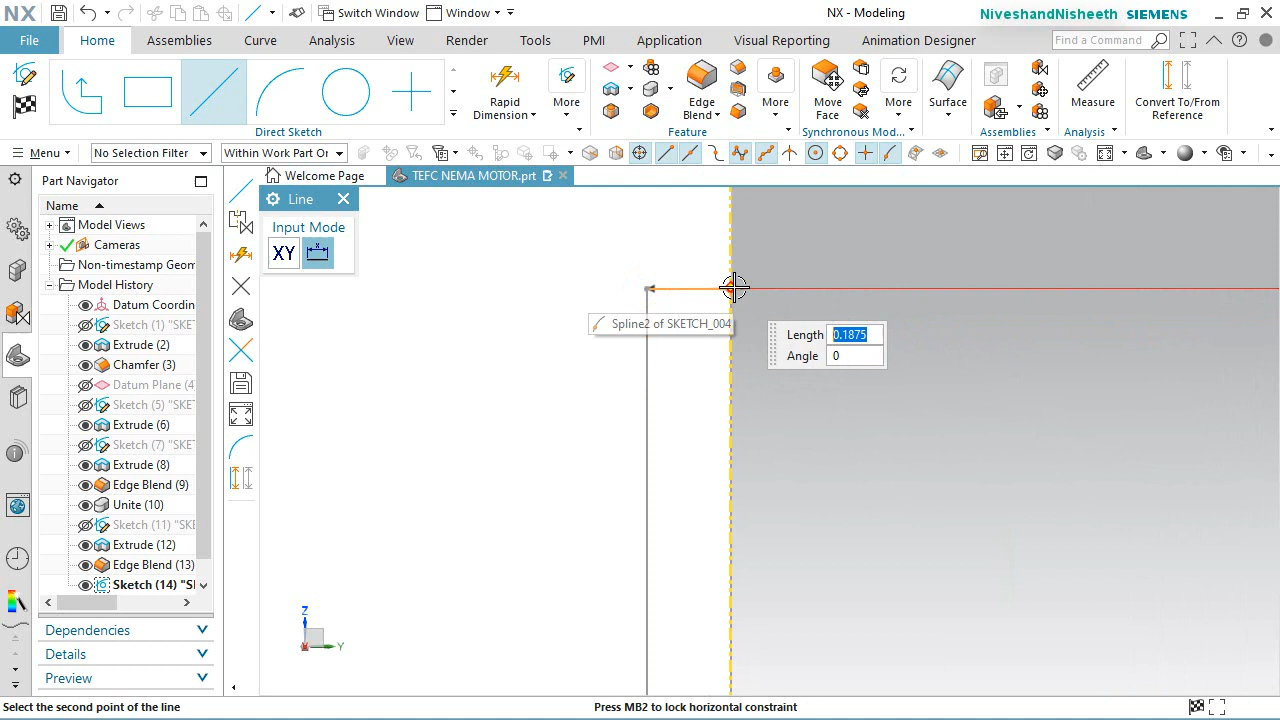 NX
Switch Window
Window
NX - Modeling
NiveshandNisheeth SIEMENS
File
Home
Assemblies
Curve
Analysis
View
Render
Tools
PMI
Application
Visual Reporting
Animation Designer
Find a Command
Rapid Dimension
More
Edge Blend
More
Move Face
More
Surface
Measure
Convert To/From Reference
Direct Sketch
Feature
Synchronous Mod...
Assemblies
Analysis
Menu
No Selection Filter
Within Work Part Or
Part Navigator
Welcome Page
TEFC NEMA MOTOR.prt
Name
Line
Model Views
Input Mode
Cameras
XY
Non-timestamp Geom
Model History
Datum Coordin
Sketch (1) "SKE
Spline2 of SKETCH_004
Extrude (2)
Length 0.1875
Chamfer (3)
Angle 0
Datum Plane (4
Sketch (5) "SKE
Extrude (6)
Sketch (7) "SKE
Extrude (8)
Edge Blend (9)
Unite (10)
Sketch (11) "SKE
Extrude (12)
Edge Blend (13)
Sketch (14) "SI
Z
Y
Dependencies
Details
Preview
Select the second point of the line
Press MB2 to lock horizontal constraint